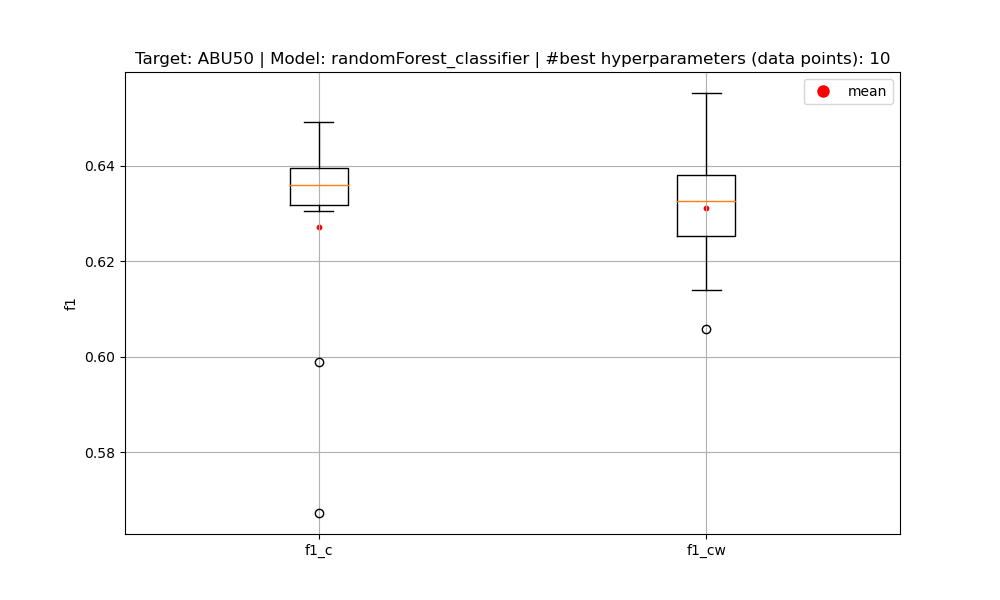 Target: ABU50 | Model: randomForest_classifier | #best hyperparameters (data points): 10
mean
0.64
0.62
0.60
0.58
f1
f1_c
f1_cw